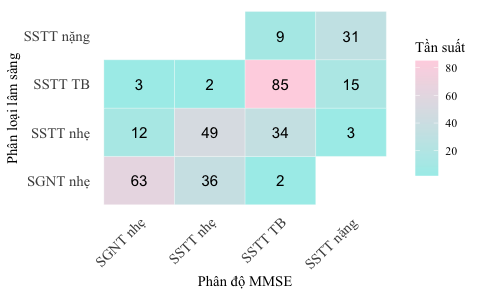 SSTT nặng
9
31
Tần suất
SSTT TB
3
2
85
15
80
60
SSTT nhẹ
12
49
34
3
40
20
SGNT nhẹ
63
36
2
Phân loại lâm sàng
SGNT nhẹ
SSTT nhẹ
SSTT TB
SSTT nặng
Phân độ MMSE